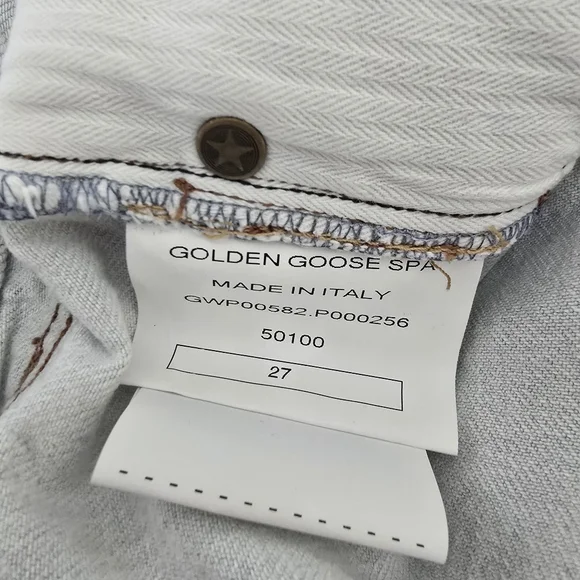 GOLDEN GOOSE SPA
MADE IN ITALY
GWP00582.P000256
50100
27